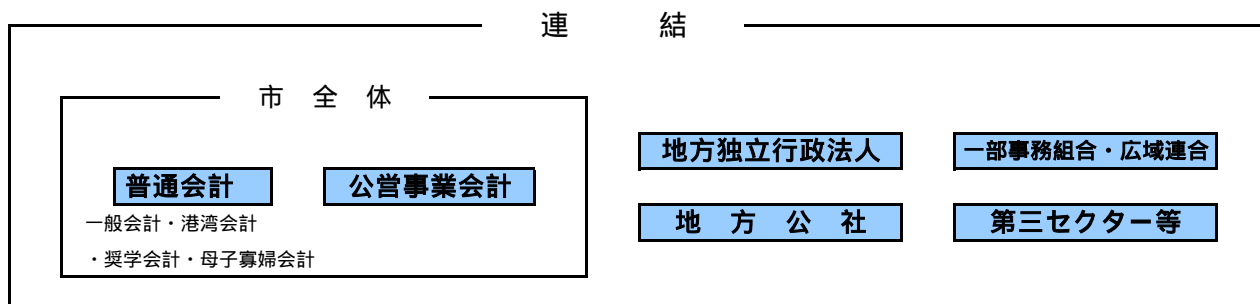 連結
市全体
普通会計
公営事業会計
一般会計・港湾会計
・奨学会計・母子寡婦会計
地方独立行政法人
一部事務組合・広域連合
地方公社
第三セクター等